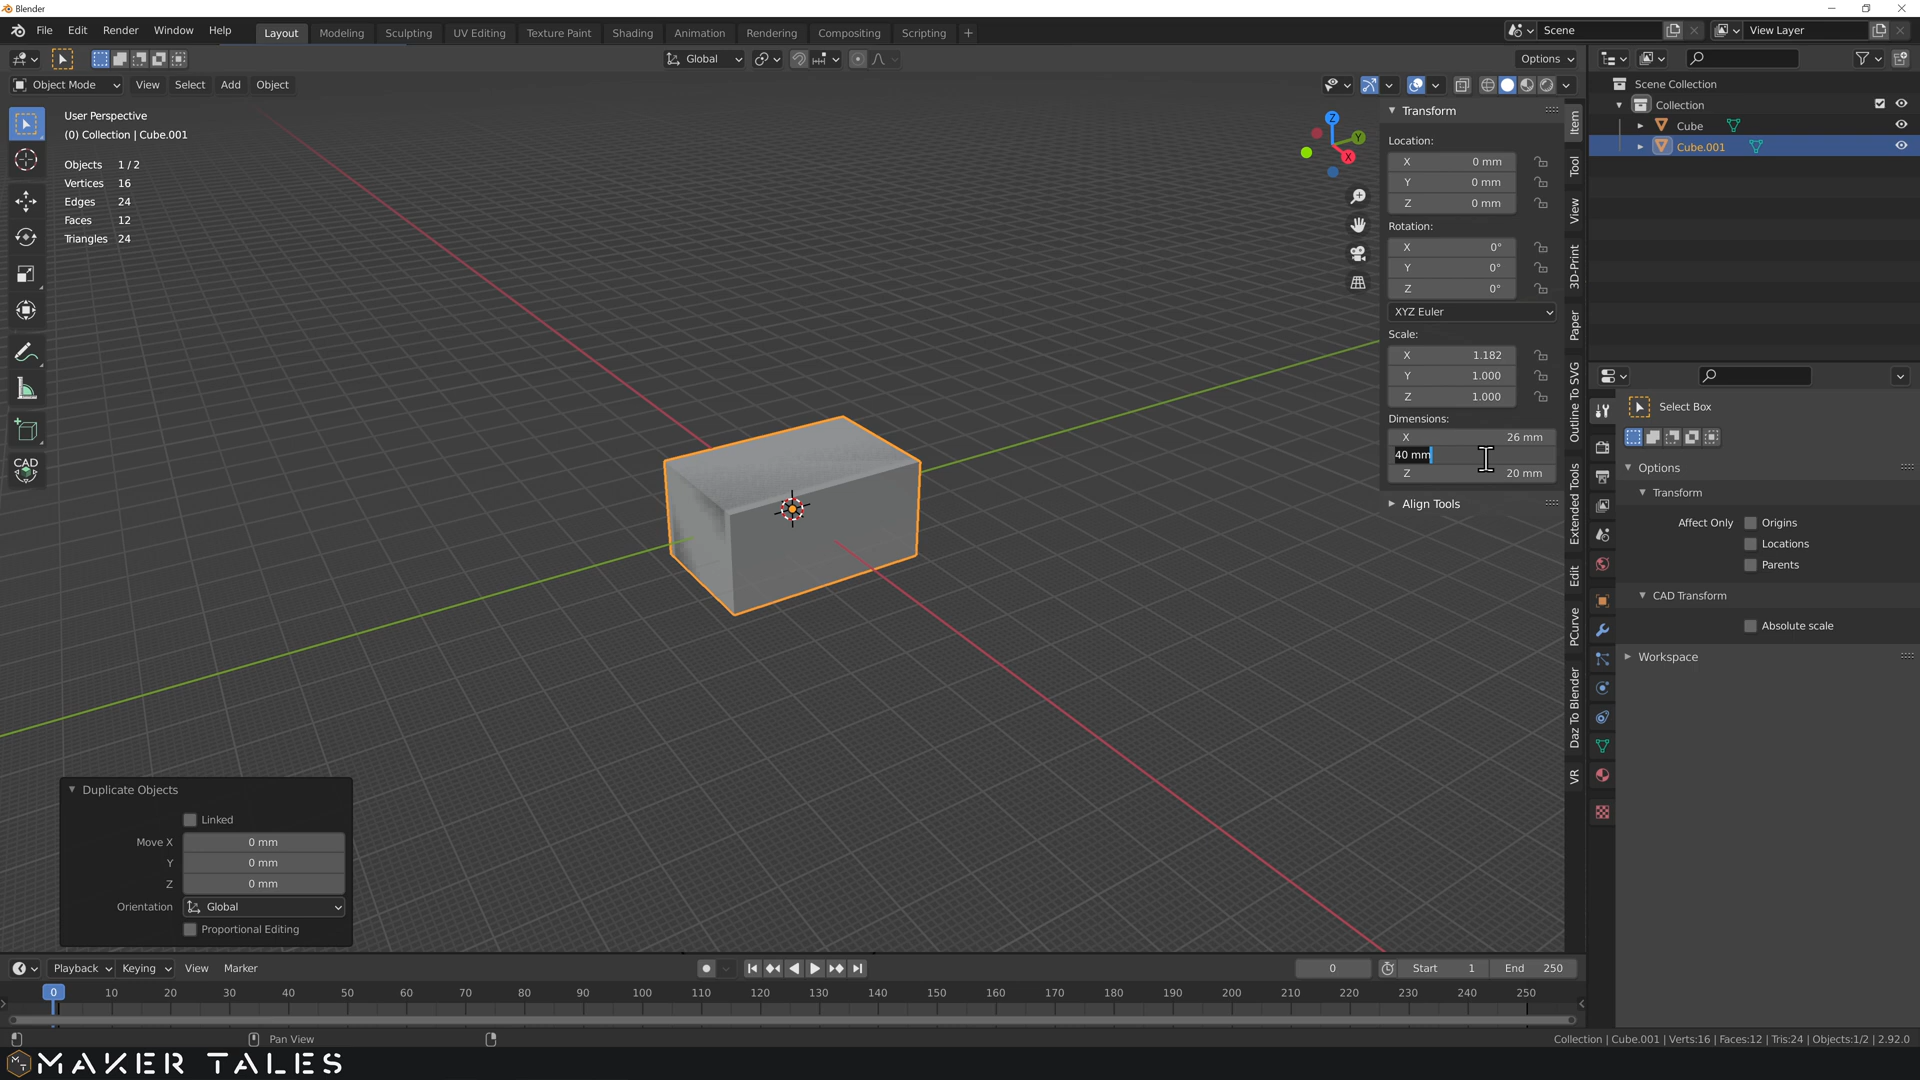 Blender
File Edit Render Window Help
Layout Modeling Sculpting UV Editing Texture Paint Shading Animation Rendering Compositing Scripting +
Scene
View Layer
Global
Options
Object Mode View Select Add Object
User Perspective
(0) Collection | Cube.001
Objects 1 / 2
Vertices 16
Edges 24
Faces 12
Triangles 24
CAD
Z
Y
X
Transform
Location:
X 0 mm
Y 0 mm
Z 0 mm
Rotation:
X 0°
Y 0°
Z 0°
XYZ Euler
Scale:
X 1.182
Y 1.000
Z 1.000
Dimensions:
X 26 mm
40 mm
Z 20 mm
Align Tools
Item
Tool
View
3D-Print
Paper
Outline To SVG
Extended Tools
Edit
PCurve
Daz To Blender
VR
Scene Collection
Collection
Cube
Cube.001
Select Box
Options
Transform
Affect Only Origins
Locations
Parents
CAD Transform
Absolute scale
Workspace
Duplicate Objects
Linked
Move X 0 mm
Y 0 mm
Z 0 mm
Orientation Global
Proportional Editing
Playback Keying View Marker
0
Start 1
End 250
0 10 20 30 40 50 60 70 80 90 100 110 120 130 140 150 160 170 180 190 200 210 220 230 240 250
Pan View
Collection | Cube.001 | Verts:16 | Faces:12 | Tris:24 | Objects:1/2 | 2.92.0
MAKER TALES